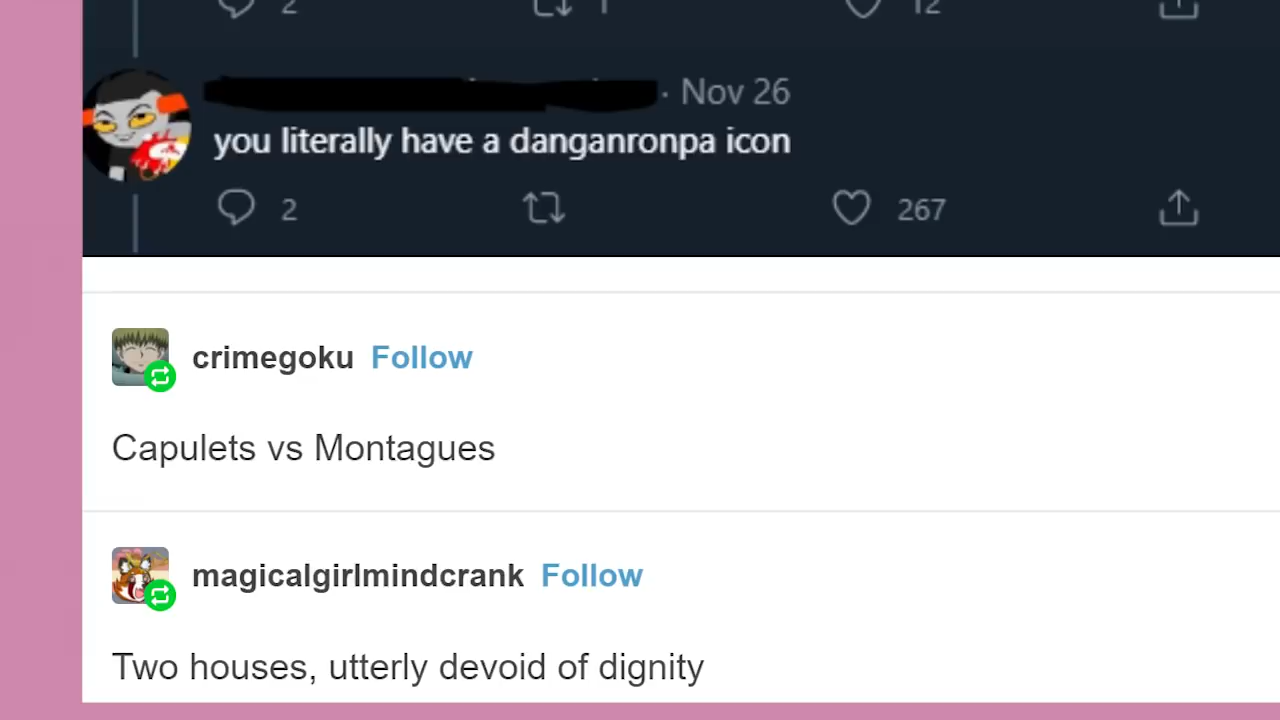 2 1 12
· Nov 26
you literally have a danganronpa icon
2 267
crimegoku Follow
Capulets vs Montagues
magicalgirlmindcrank Follow
Two houses, utterly devoid of dignity